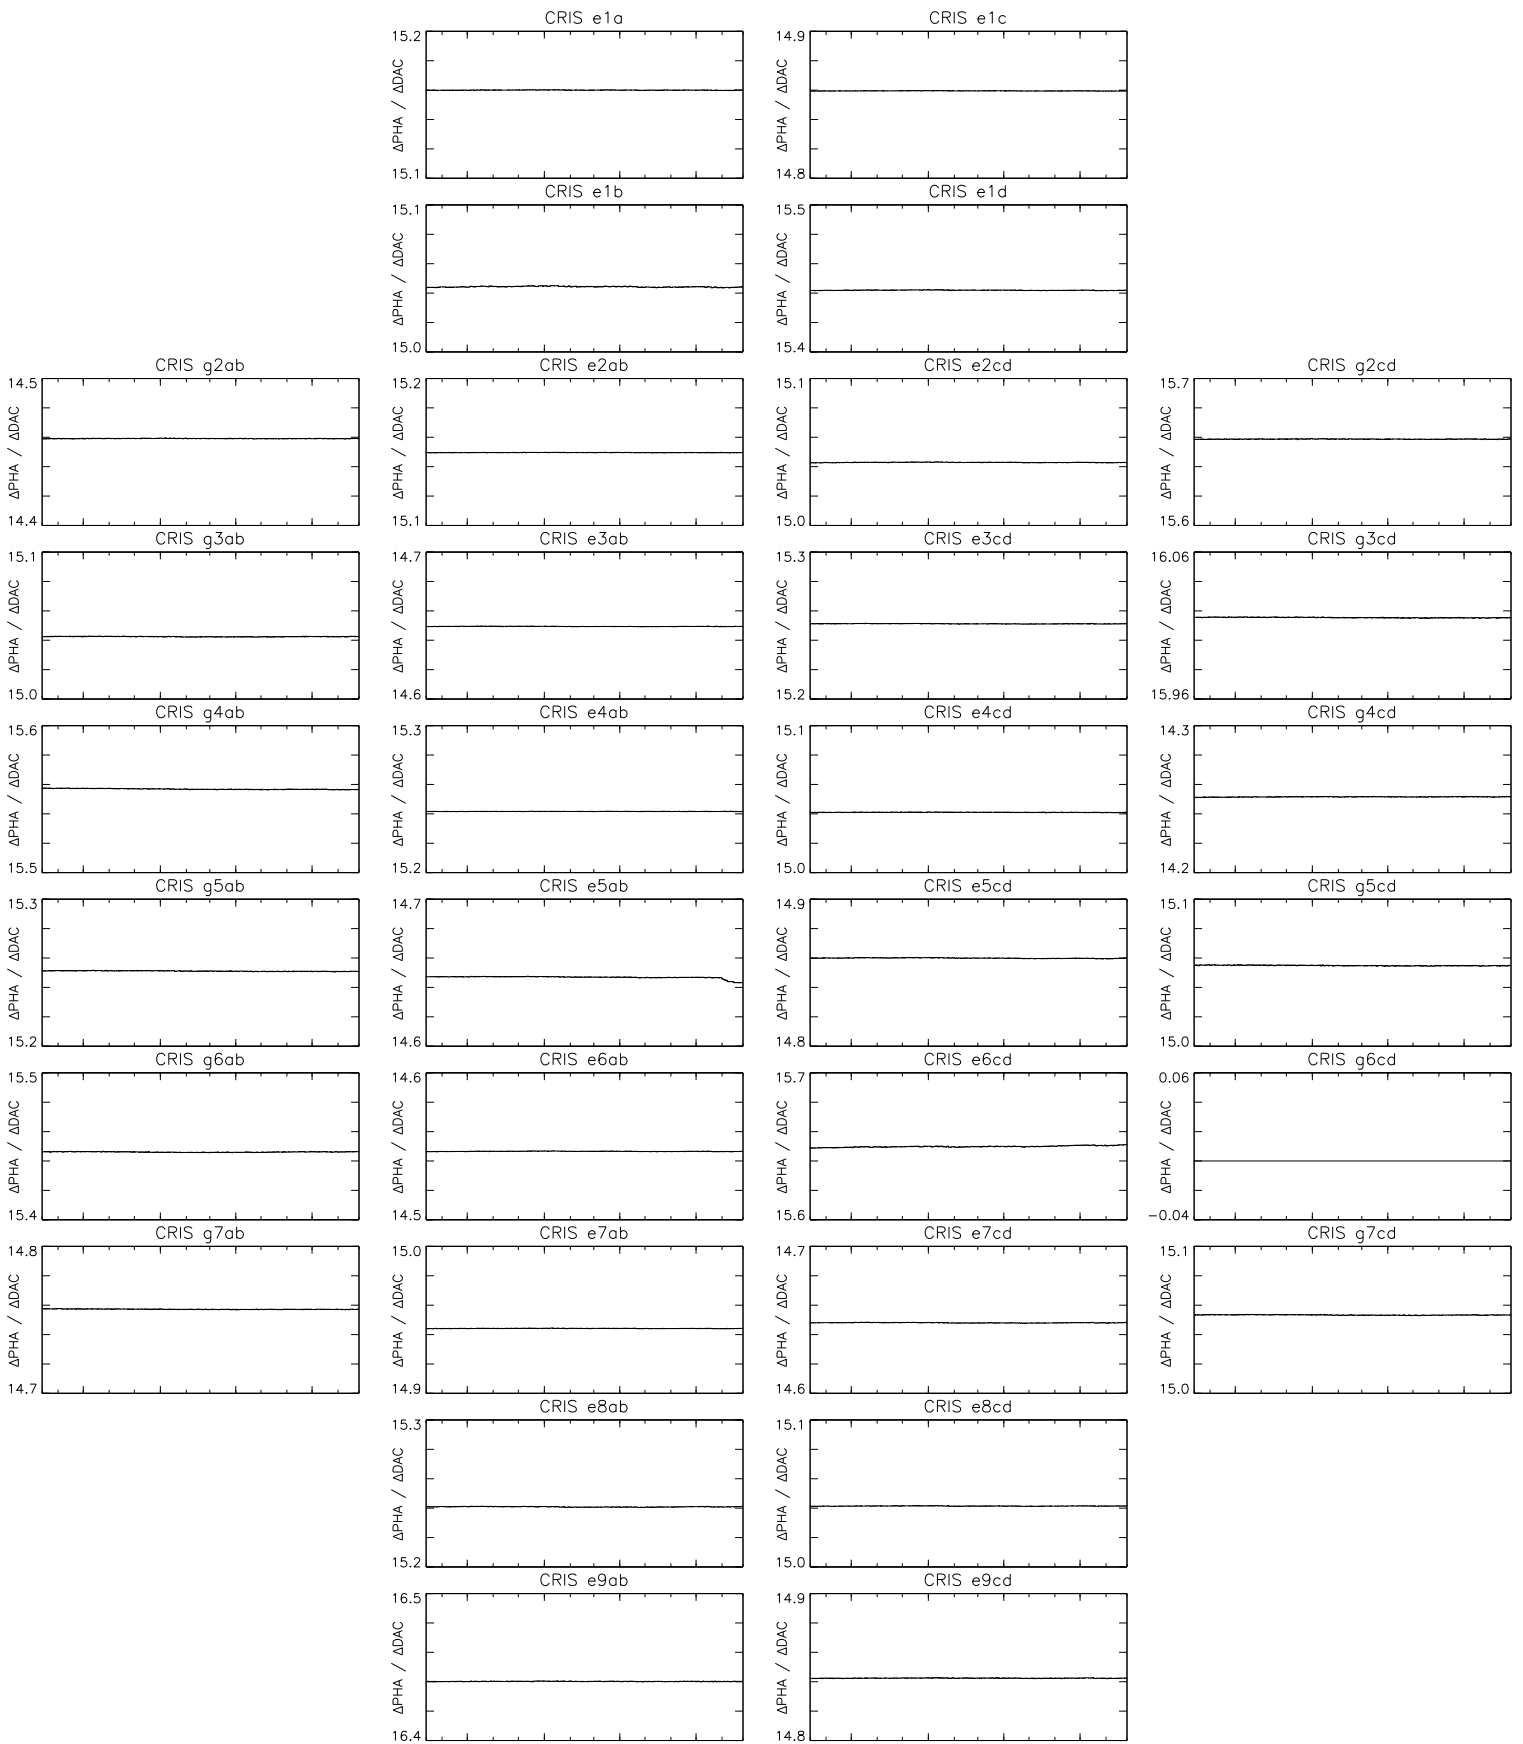 CRIS e1a
15.2
ΔPHA / ΔDAC
15.1
CRIS e1c
14.9
ΔPHA / ΔDAC
14.8
CRIS e1b
15.1
ΔPHA / ΔDAC
15.0
CRIS e1d
15.5
ΔPHA / ΔDAC
15.4
CRIS g2ab
14.5
ΔPHA / ΔDAC
14.4
CRIS e2ab
15.2
ΔPHA / ΔDAC
15.1
CRIS e2cd
15.1
ΔPHA / ΔDAC
15.0
CRIS g2cd
15.7
ΔPHA / ΔDAC
15.6
CRIS g3ab
15.1
ΔPHA / ΔDAC
15.0
CRIS e3ab
14.7
ΔPHA / ΔDAC
14.6
CRIS e3cd
15.3
ΔPHA / ΔDAC
15.2
CRIS g3cd
16.06
ΔPHA / ΔDAC
15.96
CRIS g4ab
15.6
ΔPHA / ΔDAC
15.5
CRIS e4ab
15.3
ΔPHA / ΔDAC
15.2
CRIS e4cd
15.1
ΔPHA / ΔDAC
15.0
CRIS g4cd
14.3
ΔPHA / ΔDAC
14.2
CRIS g5ab
15.3
ΔPHA / ΔDAC
15.2
CRIS e5ab
14.7
ΔPHA / ΔDAC
14.6
CRIS e5cd
14.9
ΔPHA / ΔDAC
14.8
CRIS g5cd
15.1
ΔPHA / ΔDAC
15.0
CRIS g6ab
15.5
ΔPHA / ΔDAC
15.4
CRIS e6ab
14.6
ΔPHA / ΔDAC
14.5
CRIS e6cd
15.7
ΔPHA / ΔDAC
15.6
CRIS g6cd
0.06
ΔPHA / ΔDAC
−0.04
CRIS g7ab
14.8
ΔPHA / ΔDAC
14.7
CRIS e7ab
15.0
ΔPHA / ΔDAC
14.9
CRIS e7cd
14.7
ΔPHA / ΔDAC
14.6
CRIS g7cd
15.1
ΔPHA / ΔDAC
15.0
CRIS e8ab
15.3
ΔPHA / ΔDAC
15.2
CRIS e8cd
15.1
ΔPHA / ΔDAC
15.0
CRIS e9ab
16.5
ΔPHA / ΔDAC
16.4
CRIS e9cd
14.9
ΔPHA / ΔDAC
14.8